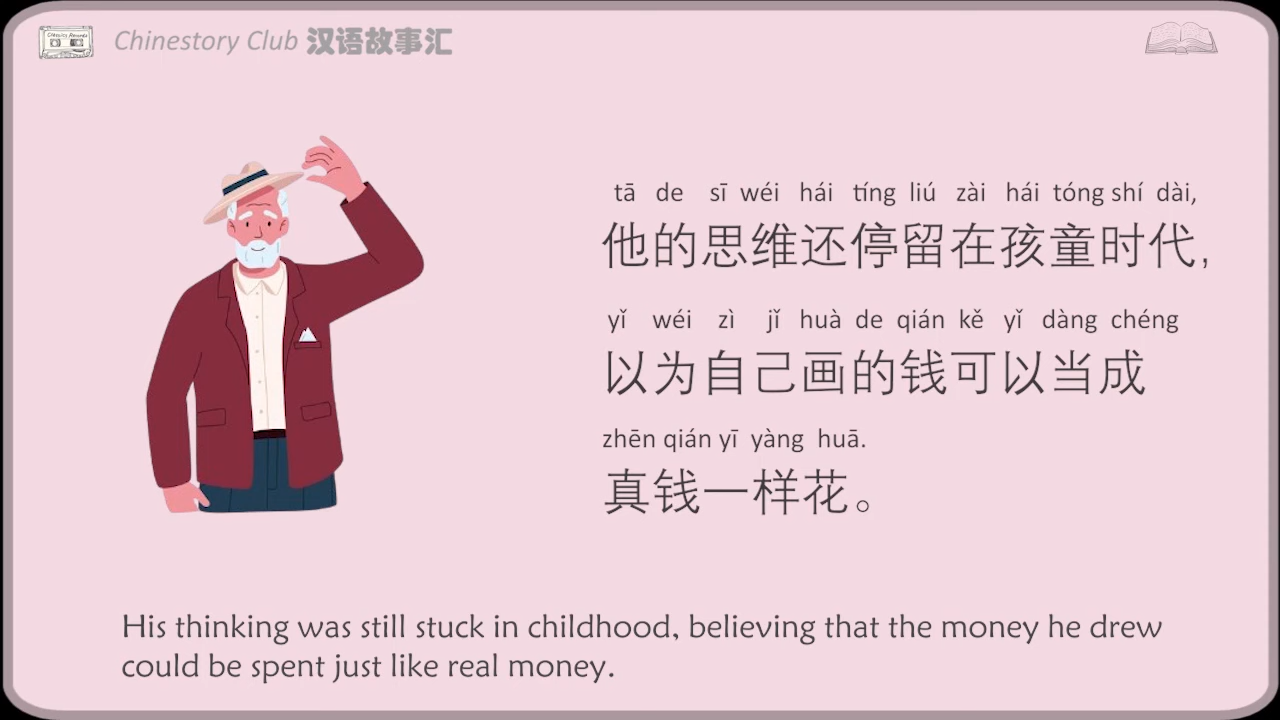 Classics Records
Chinestory Club 汉语故事汇
tā de sī wéi hái tíng liú zài hái tóng shí dài,
他的思维还停留在孩童时代，
yǐ wéi zì jǐ huà de qián kě yǐ dàng chéng
以为自己画的钱可以当成
zhēn qián yī yàng huā.
真钱一样花。
His thinking was still stuck in childhood, believing that the money he drew
could be spent just like real money.